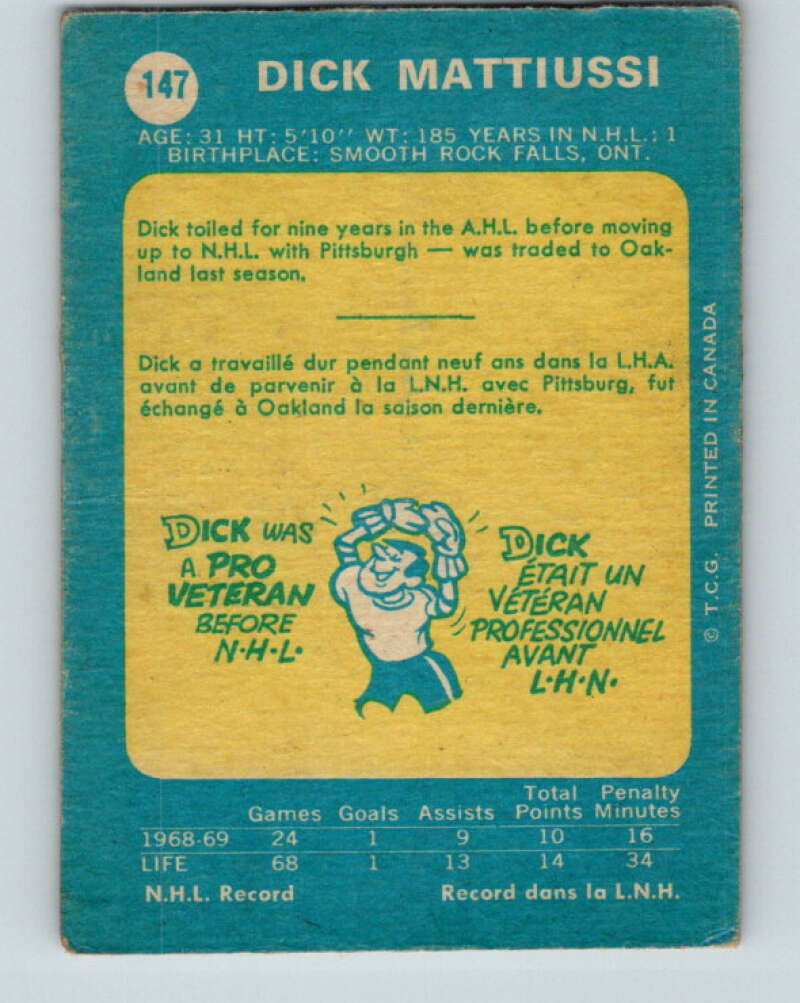 147
DICK MATTIUSSI
AGE: 31 HT: 5'10'' WT: 185 YEARS IN N.H.L.: 1
BIRTHPLACE: SMOOTH ROCK FALLS, ONT.
Dick toiled for nine years in the A.H.L. before moving
up to N.H.L. with Pittsburgh — was traded to Oak-
land last season.
Dick a travaillé dur pendant neuf ans dans la L.H.A.
avant de parvenir à la L.N.H. avec Pittsburg, fut
échangé à Oakland la saison dernière.
DICK WAS
A PRO
VETERAN
BEFORE
N·H·L·
DICK
ÉTAIT UN
VÉTÉRAN
PROFESSIONNEL
AVANT
L·H·N·
© T.C.G. PRINTED IN CANADA
Total Penalty
Games Goals Assists Points Minutes
1968-69 24 1 9 10 16
LIFE 68 1 13 14 34
N.H.L. Record Record dans la L.N.H.